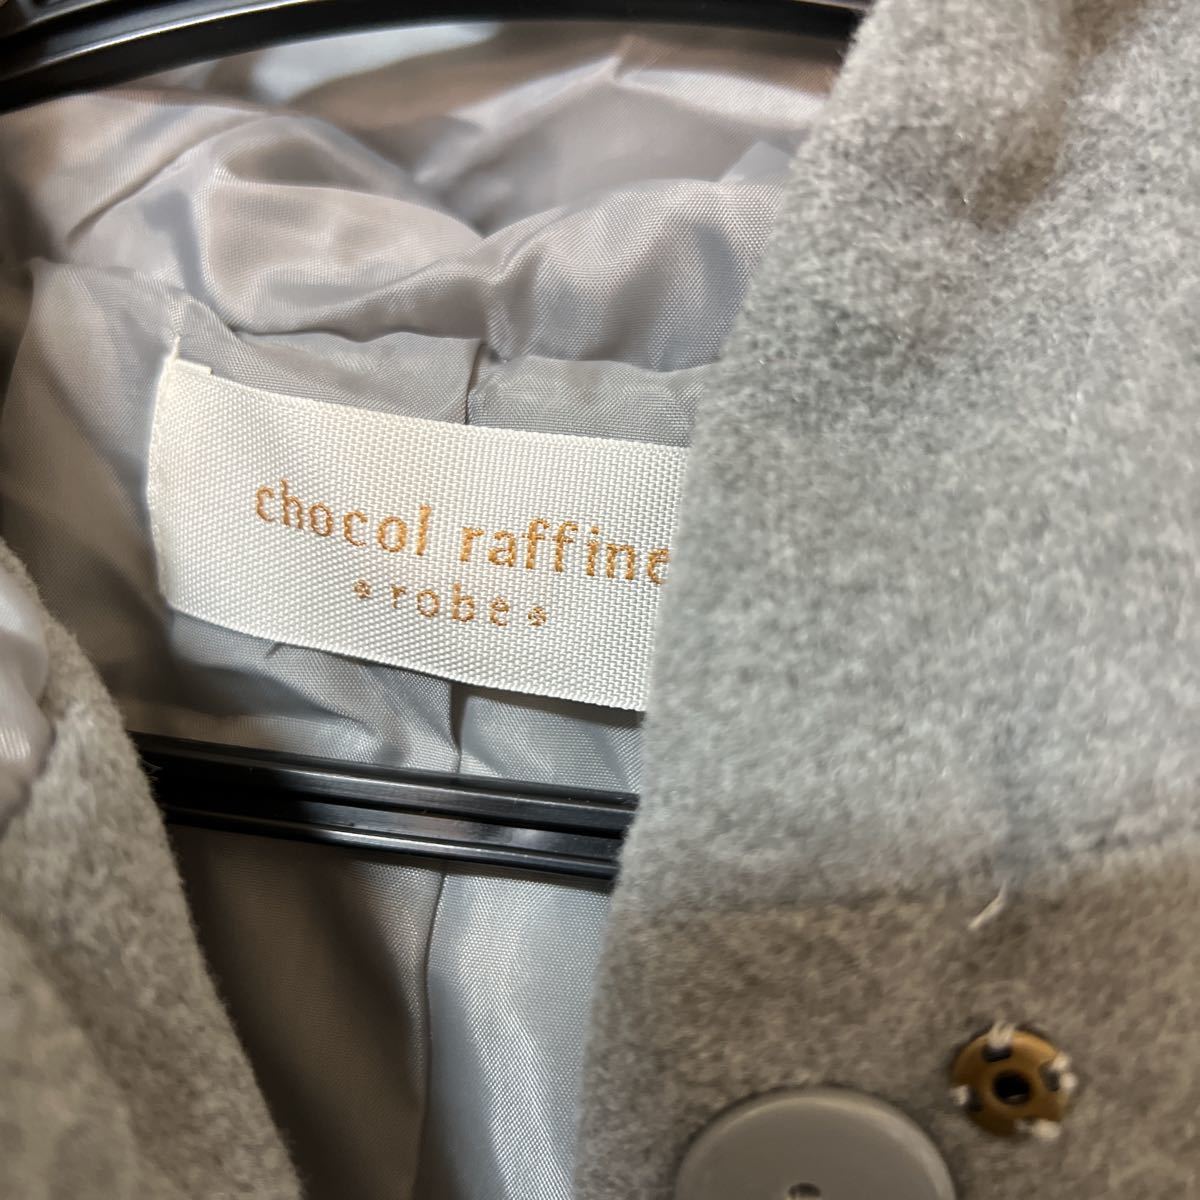 chocol raffine
robe